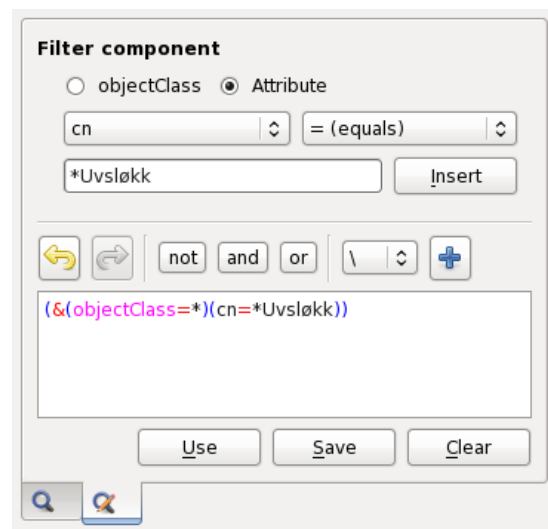 Filter component
objectClass Attribute
cn = (equals)
*Uvsløkk Insert
not and or \
(&(objectClass=*)(cn=*Uvsløkk))
Use Save Clear